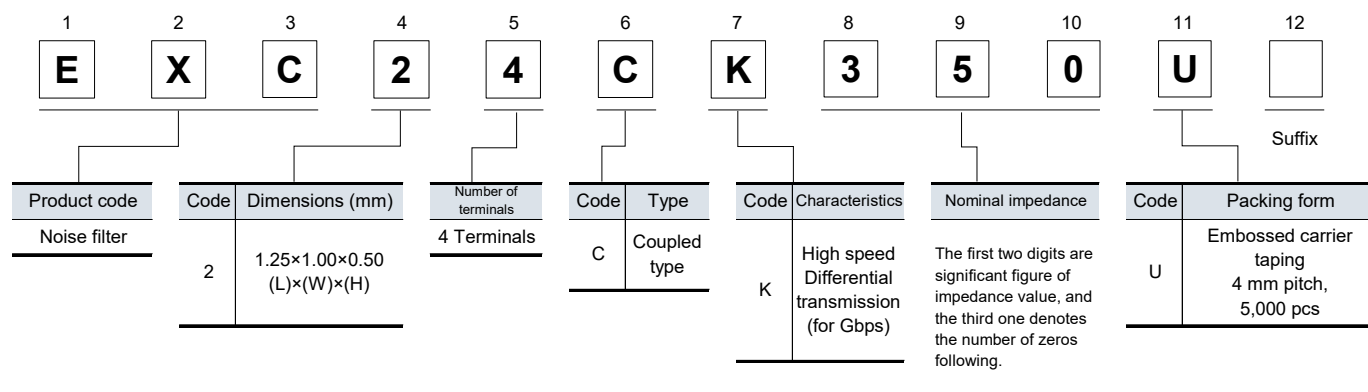 1 2 3 4 5 6 7 8 9 10 11 12
E X C 2 4 C K 3 5 0 U
Suffix
Product code
Noise filter
Code Dimensions (mm)
2 1.25×1.00×0.50
(L)×(W)×(H)
Number of
terminals
4 Terminals
Code Type
C Coupled
type
Code Characteristics
K High speed
Differential
transmission
(for Gbps)
Nominal impedance
The first two digits are
significant figure of
impedance value, and
the third one denotes
the number of zeros
following.
Code Packing form
U Embossed carrier
taping
4 mm pitch,
5,000 pcs